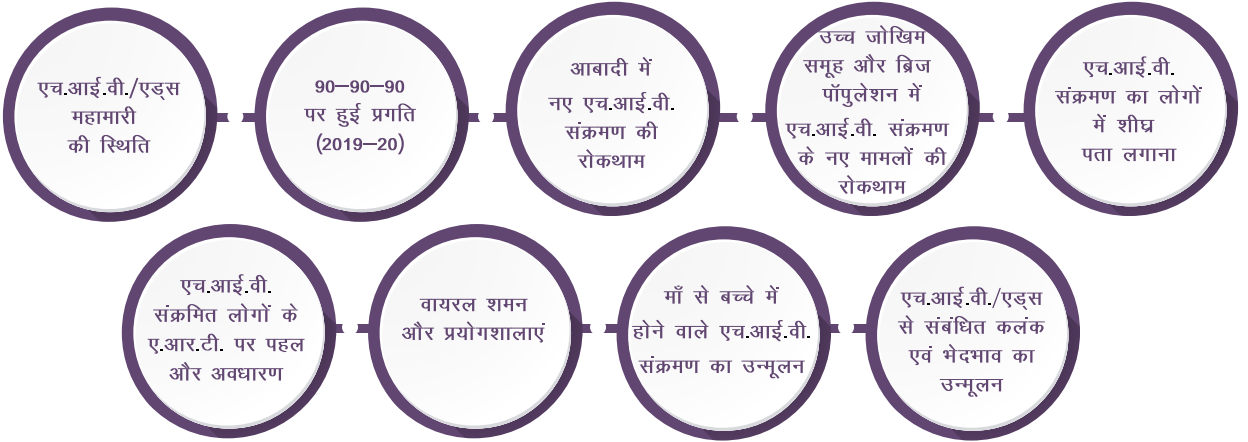 एच.आई.वी./एड्स
महामारी
की स्थिति
90–90–90
पर हुई प्रगति
(2019–20)
आबादी में
नए एच.आई.वी.
संक्रमण की
रोकथाम
उच्च जोखिम
समूह और ब्रिज
पॉपुलेशन में
एच.आई.वी. संक्रमण
के नए मामलों की
रोकथाम
एच.आई.वी.
संक्रमण का लोगों
में शीघ्र
पता लगाना
एच.आई.वी.
संक्रमित लोगों के
ए.आर.टी. पर पहल
और अवधारण
वायरल शमन
और प्रयोगशालाएं
माँ से बच्चे में
होने वाले एच.आई.वी.
संक्रमण का उन्मूलन
एच.आई.वी./एड्स
से संबंधित कलंक
एवं भेदभाव का
उन्मूलन